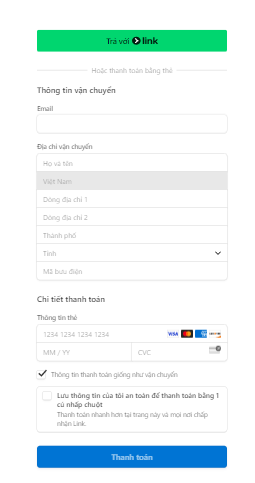 Trả với link
Hoặc thanh toán bằng thẻ
Thông tin vận chuyển
Email
Địa chỉ vận chuyển
Họ và tên
Việt Nam
Dòng địa chỉ 1
Dòng địa chỉ 2
Thành phố
Tỉnh
Mã bưu điện
Chi tiết thanh toán
Thông tin thẻ
1234 1234 1234 1234 VISA
MM / YY CVC
Thông tin thanh toán giống như vận chuyển
Lưu thông tin của tôi an toàn để thanh toán bằng 1
cú nhấp chuột
Thanh toán nhanh hơn tại trang này và mọi nơi chấp
nhận Link.
Thanh toán